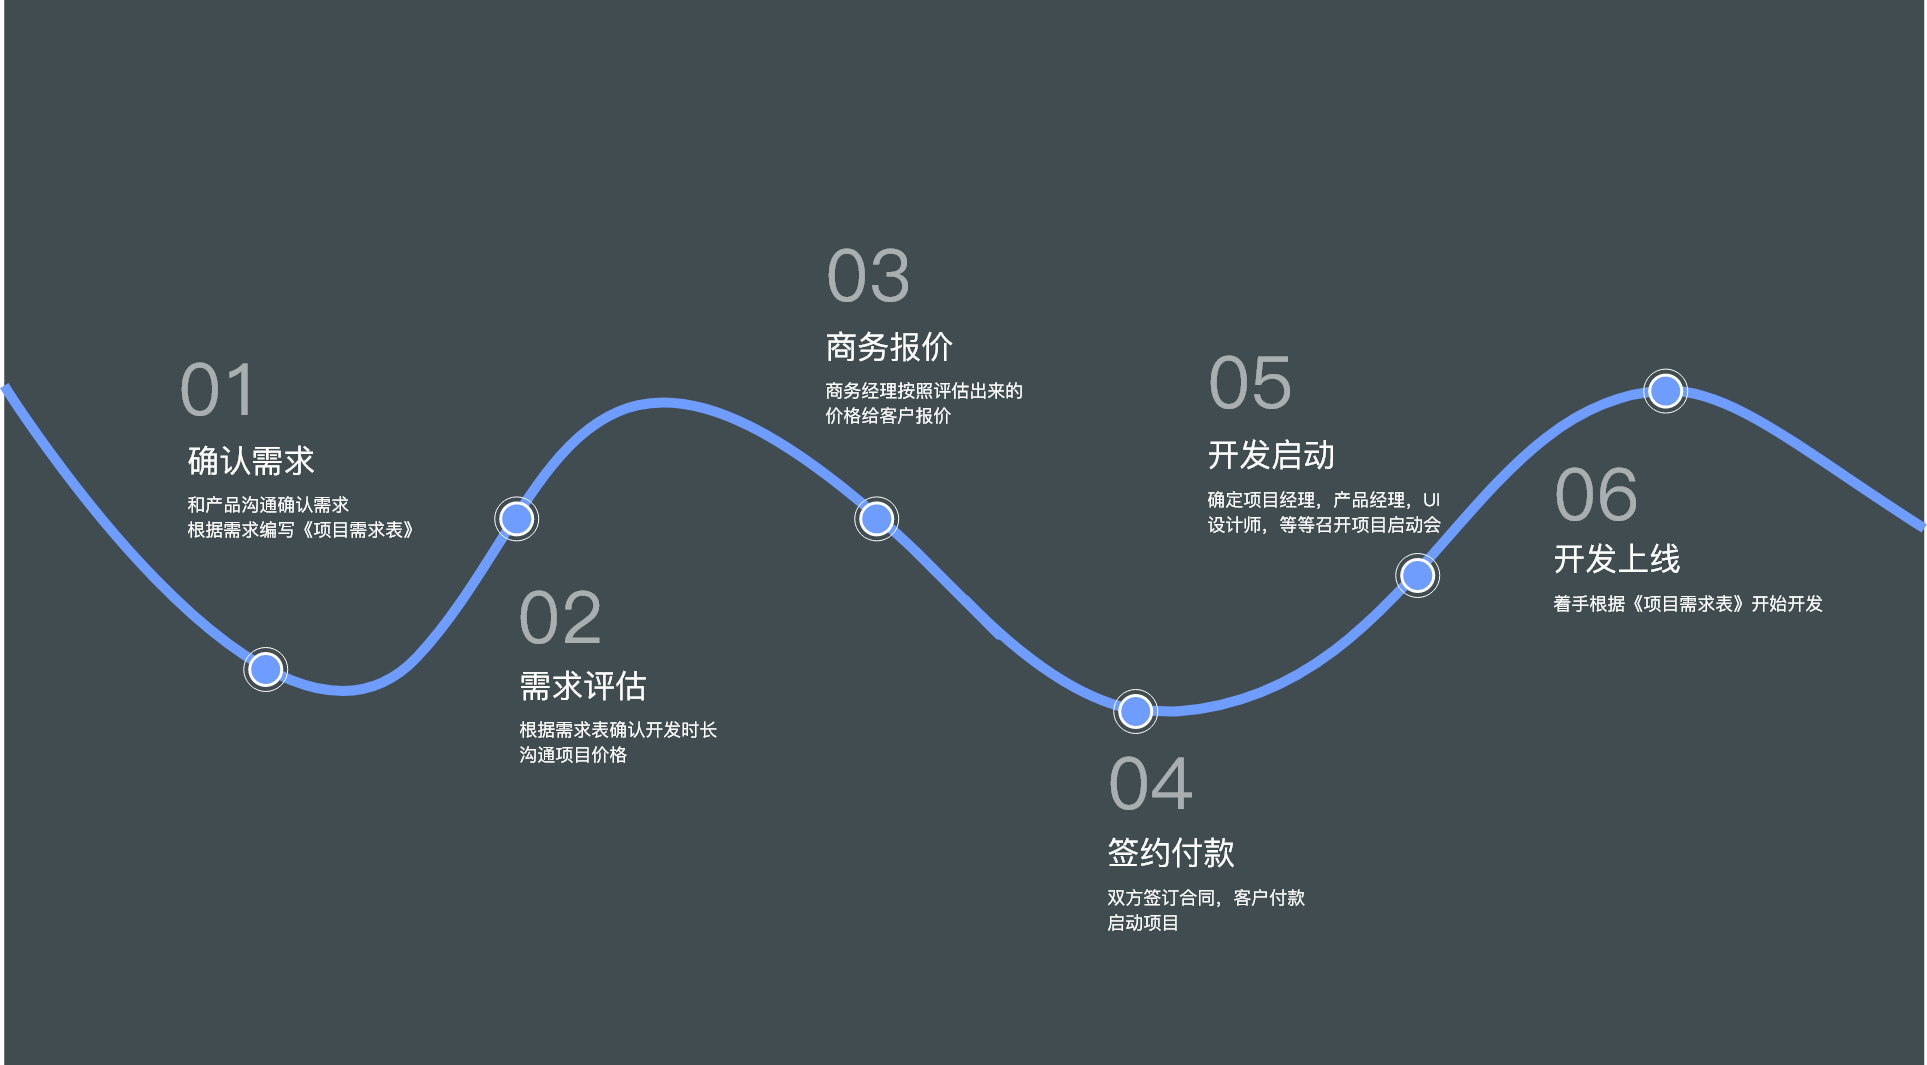 01
确认需求
和产品沟通确认需求
根据需求编写《项目需求表》
02
需求评估
根据需求表确认开发时长
沟通项目价格
03
商务报价
商务经理按照评估出来的
价格给客户报价
04
签约付款
双方签订合同，客户付款
启动项目
05
开发启动
确定项目经理，产品经理，UI
设计师，等等召开项目启动会
06
开发上线
着手根据《项目需求表》开始开发